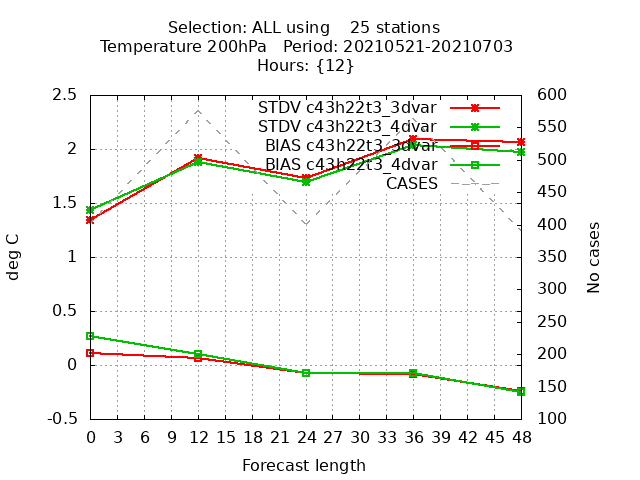 Selection: ALL using    25 stations
Temperature 200hPa   Period: 20210521-20210703
Hours: {12}
2.5
2
1.5
1
0.5
0
-0.5
deg C
600
550
500
450
400
350
300
250
200
150
100
No cases
STDV c43h22t3_3dvar
STDV c43h22t3_4dvar
BIAS c43h22t3_3dvar
BIAS c43h22t3_4dvar
CASES
0 3 6 9 12 15 18 21 24 27 30 33 36 39 42 45 48
Forecast length